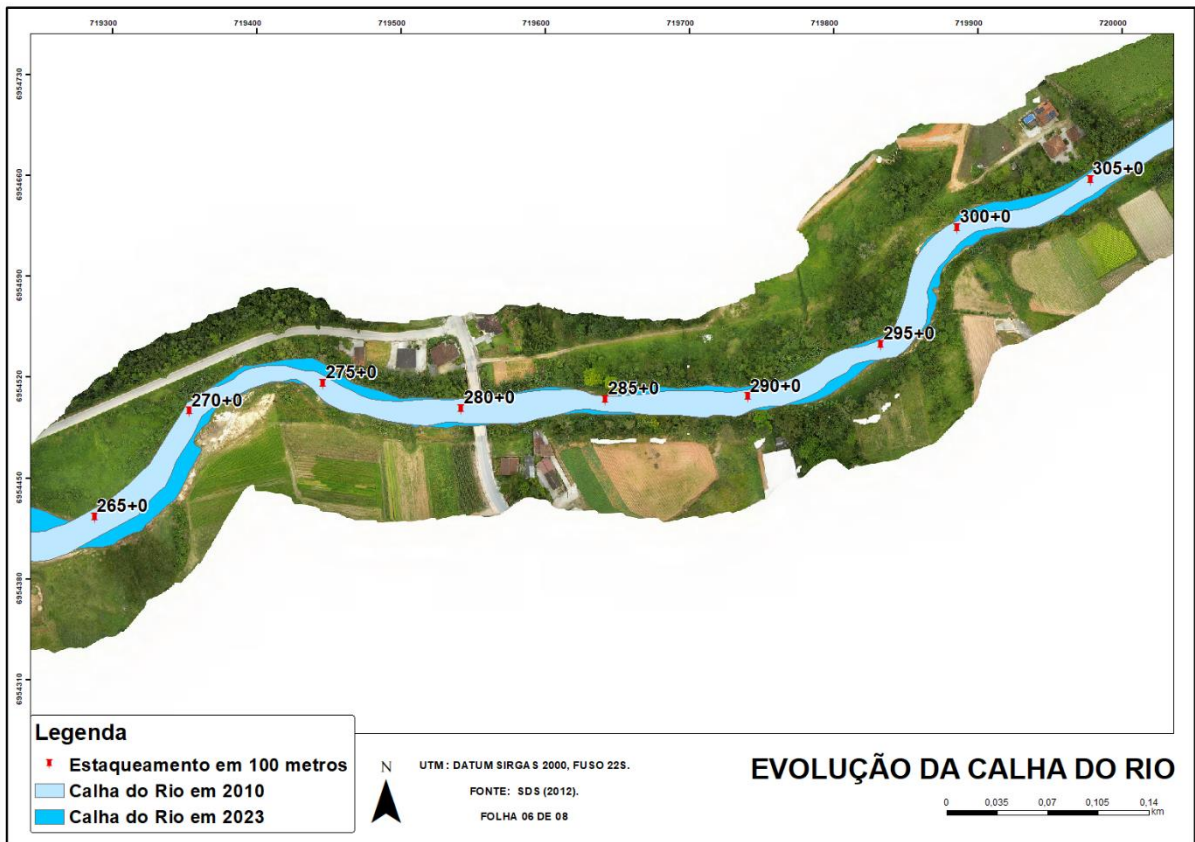 719300 719400 719500 719600 719700 719800 719900 720000
6954730
6954660
6954590
6954520
6954450
6954380
6954310
305+0
300+0
295+0
275+0
290+0
285+0
280+0
270+0
265+0
Legenda
Estaqueamento em 100 metros
Calha do Rio em 2010
Calha do Rio em 2023
N
UTM : DATUM SIRGAS 2000, FUSO 22S.
FONTE: SDS (2012).
FOLHA 06 DE 08
EVOLUÇÃO DA CALHA DO RIO
0 0,035 0,07 0,105 0,14
km